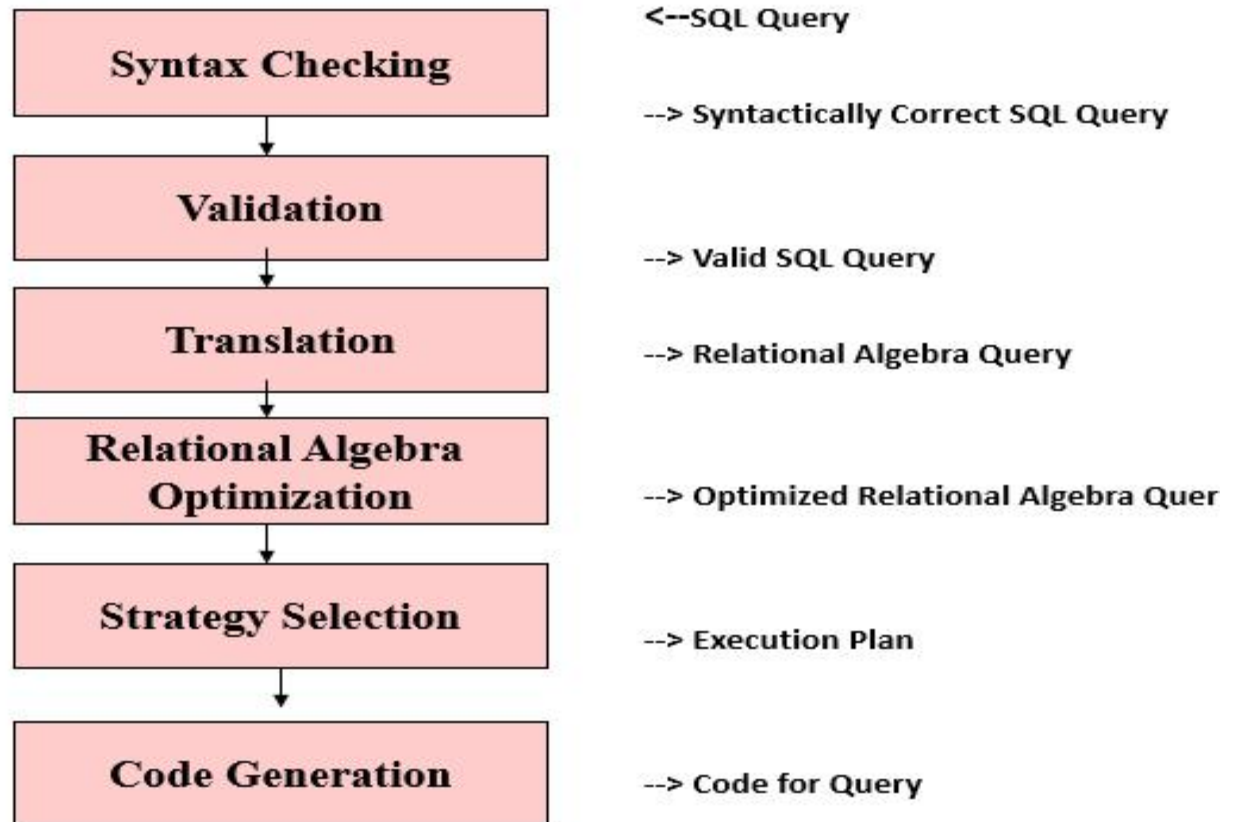 <--SQL Query
Syntax Checking
--> Syntactically Correct SQL Query
Validation
--> Valid SQL Query
Translation
--> Relational Algebra Query
Relational Algebra
Optimization
--> Optimized Relational Algebra Quer
Strategy Selection
--> Execution Plan
Code Generation
--> Code for Query